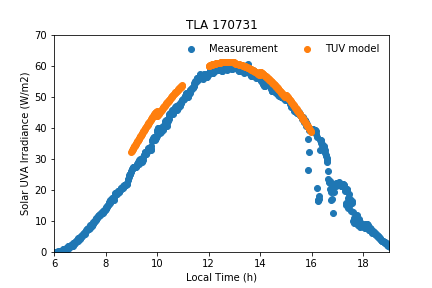 TLA 170731
70
60
50
40
30
20
10
0
Solar UVA Irradiance (W/m2)
Measurement TUV model
6 8 10 12 14 16 18
Local Time (h)